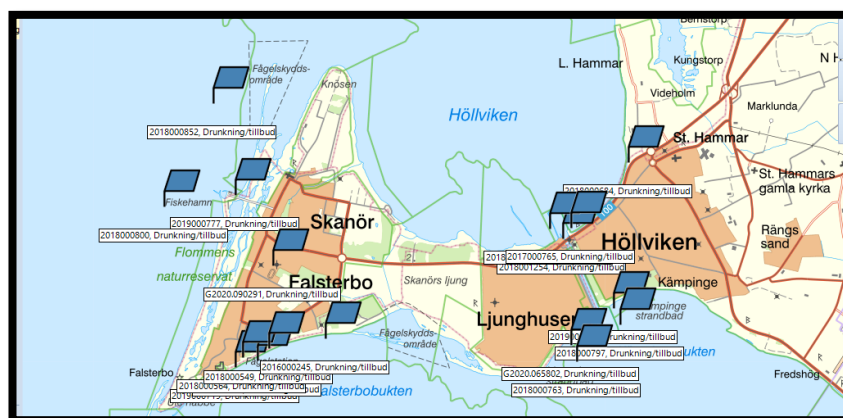 Bernstorp
Fågelskydds-
område
L. Hammar
Kungstorp
N H
Knösen
Videholm
Marklunda
Höllviken
2018000852, Drunkning/tillbud
St. Hammar
St. Hammars
gamla kyrka
Fiskehamn
Drunkning/tillbud
100
2019000777, Drunkning/tillbud
Skanör
2018000800, Drunkning/tillbud
Rängs
sand
Höllviken
Flommens
naturreservat
2017000765, Drunkning/tillbud
2018001254, Drunkning/tillbud
Skanörs ljung
Kämpinge
Falsterbo
G2020.090291, Drunkning/tillbud
strandbad
Ljunghusen
Fågelskydds-
område
Drunkning/tillbud
2018000797, Drunkning/tillbud
2016000245, Drunkning/tillbud
Falsterbo
2018000549, Drunkning/tillbud
G2020.065802, Drunkning/tillbud
Fredshög
2018000564, Drunkning/tillbud
2018000763, Drunkning/tillbud
Falsterbobukten